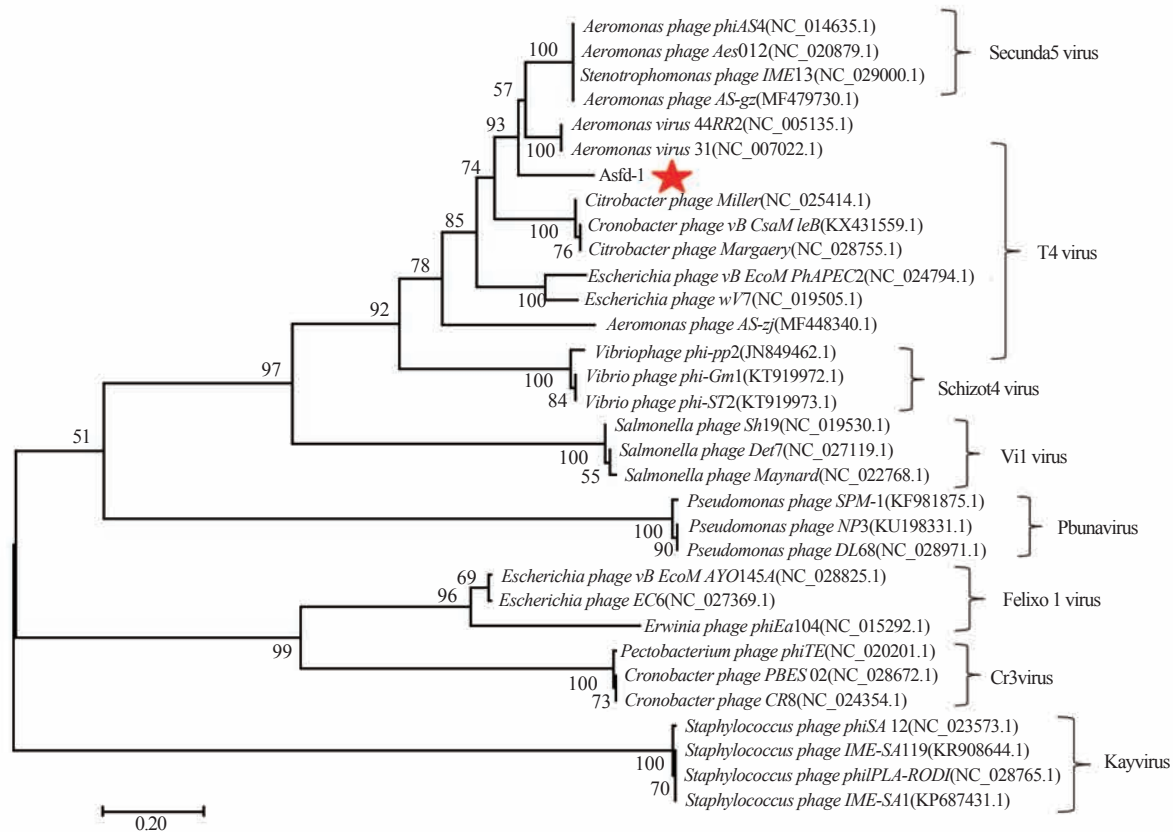 Aeromonas phage phiAS4(NC_014635.1)
Aeromonas phage Aes012(NC_020879.1)
Stenotrophomonas phage IME13(NC_029000.1)
Aeromonas phage AS-gz(MF479730.1)
Secunda5 virus
100
57
Aeromonas virus 44RR2(NC_005135.1)
Aeromonas virus 31(NC_007022.1)
100
93
Asfd-1
74
Citrobacter phage Miller(NC_025414.1)
Cronobacter phage vB CsaM leB(KX431559.1)
Citrobacter phage Margaery(NC_028755.1)
100
76
85
T4 virus
Escherichia phage vB EcoM PhAPEC2(NC_024794.1)
Escherichia phage wV7(NC_019505.1)
100
78
Aeromonas phage AS-zj(MF448340.1)
92
Vibriophage phi-pp2(JN849462.1)
Vibrio phage phi-Gm1(KT919972.1)
Vibrio phage phi-ST2(KT919973.1)
100
84
Schizot4 virus
97
Salmonella phage Sh19(NC_019530.1)
Salmonella phage Det7(NC_027119.1)
Salmonella phage Maynard(NC_022768.1)
100
55
Vi1 virus
51
Pseudomonas phage SPM-1(KF981875.1)
Pseudomonas phage NP3(KU198331.1)
Pseudomonas phage DL68(NC_028971.1)
100
90
Pbunavirus
Escherichia phage vB EcoM AYO145A(NC_028825.1)
Escherichia phage EC6(NC_027369.1)
Erwinia phage phiEa104(NC_015292.1)
69
96
Felixo 1 virus
99
Pectobacterium phage phiTE(NC_020201.1)
Cronobacter phage PBES 02(NC_028672.1)
Cronobacter phage CR8(NC_024354.1)
100
73
Cr3virus
Staphylococcus phage phiSA 12(NC_023573.1)
Staphylococcus phage IME-SA119(KR908644.1)
Staphylococcus phage philPLA-RODI(NC_028765.1)
Staphylococcus phage IME-SA1(KP687431.1)
100
70
Kayvirus
0.20